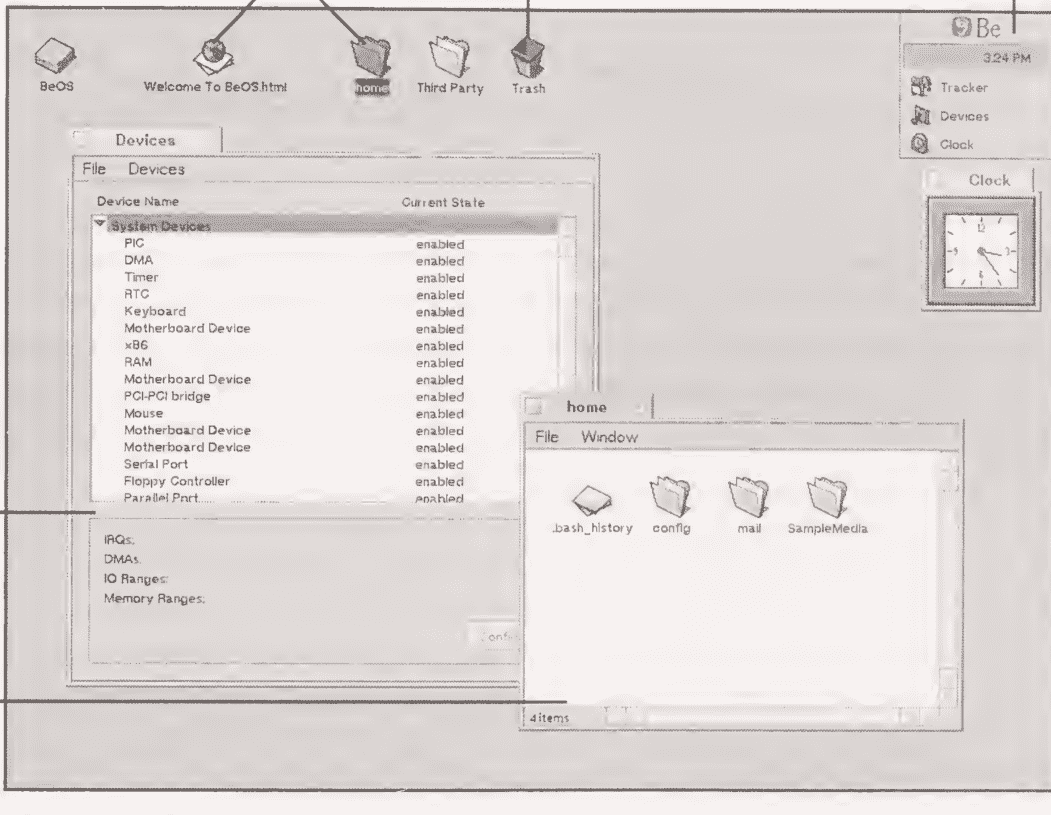 Be
3:24 PM
Tracker
Devices
Clock
BeOS
Welcome To BeOS.html
home
Third Party
Trash
Devices
File Devices
Device Name Current State
System Devices
PIC enabled
DMA enabled
Timer enabled
RTC enabled
Keyboard enabled
Motherboard Device enabled
x86 enabled
RAM enabled
Motherboard Device enabled
PCI-PCI bridge enabled
Mouse enabled
Motherboard Device enabled
Motherboard Device enabled
Serial Port enabled
Floppy Controller enabled
Parallel Port enabled
IRQs:
DMAs:
IO Ranges:
Memory Ranges:
Clock
12
3
6
9
home
File Window
.bash_history
config
mail
SampleMedia
4 items